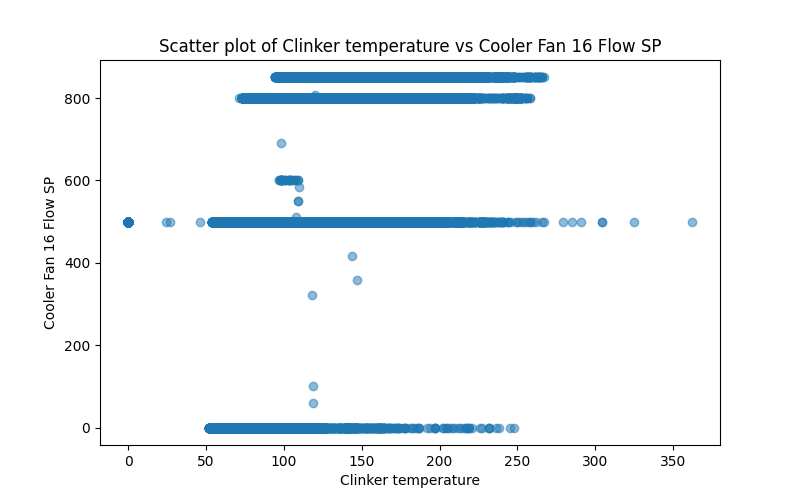 Scatter plot of Clinker temperature vs Cooler Fan 16 Flow SP
800
600
400
200
0
Cooler Fan 16 Flow SP
0 50 100 150 200 250 300 350
Clinker temperature